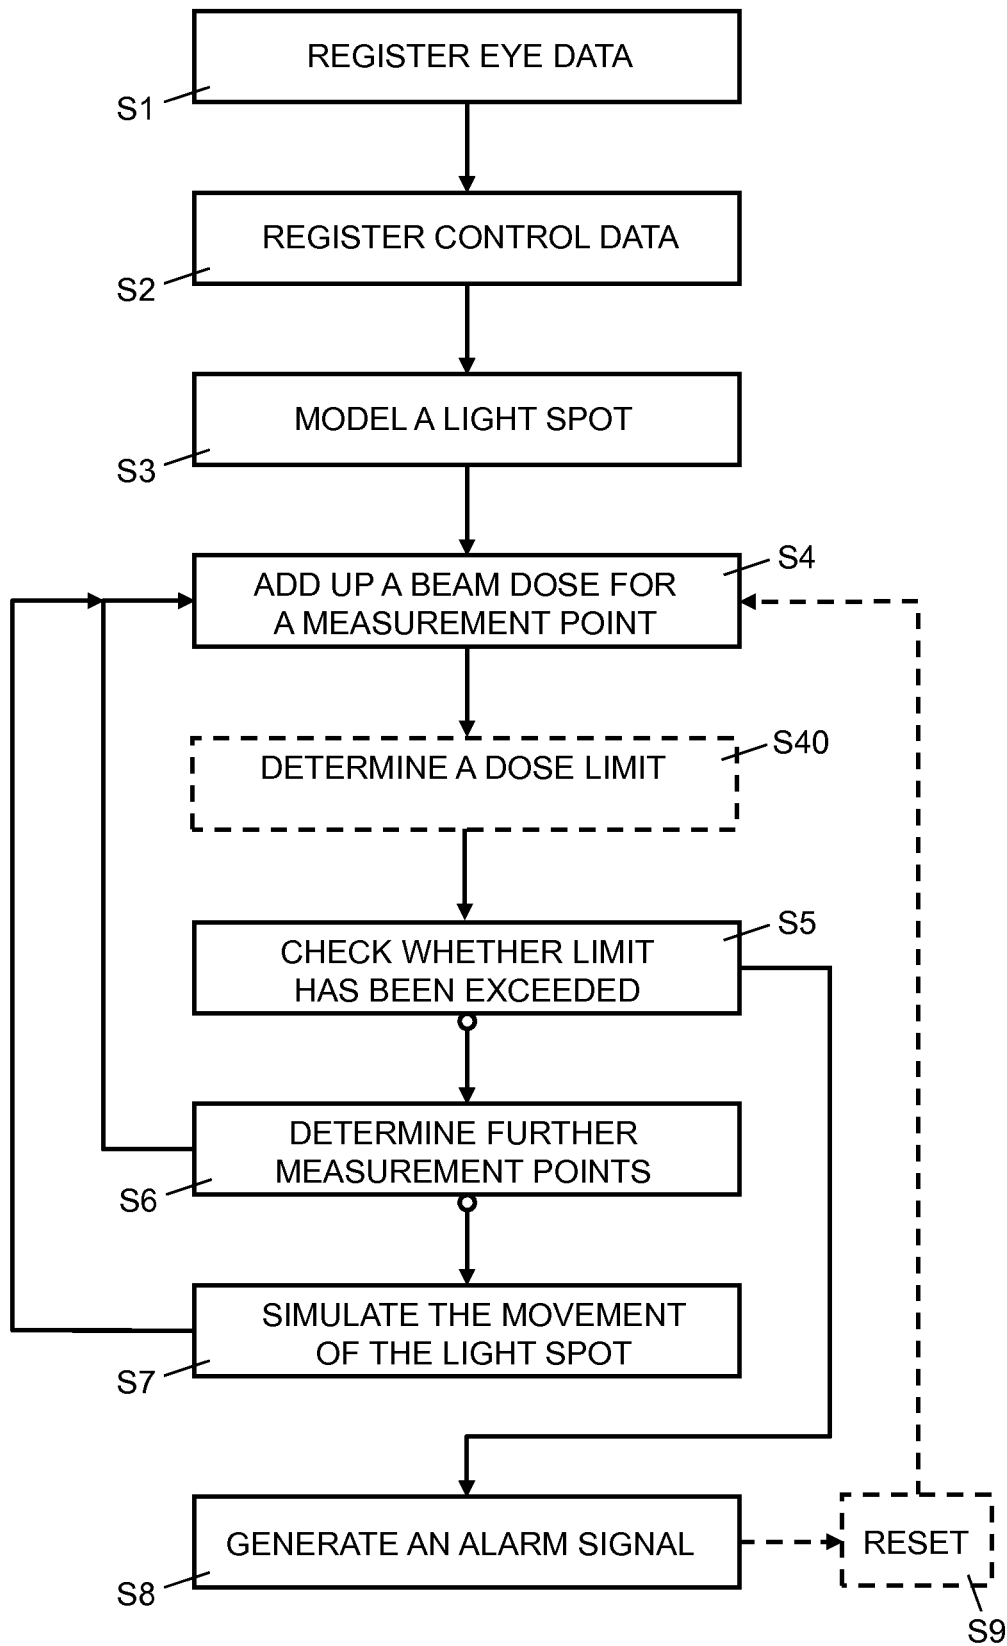 REGISTER EYE DATA
S1
REGISTER CONTROL DATA
S2
MODEL A LIGHT SPOT
S3
S4
ADD UP A BEAM DOSE FOR
A MEASUREMENT POINT
S40
DETERMINE A DOSE LIMIT
S5
CHECK WHETHER LIMIT
HAS BEEN EXCEEDED
DETERMINE FURTHER
MEASUREMENT POINTS
S6
SIMULATE THE MOVEMENT
OF THE LIGHT SPOT
S7
GENERATE AN ALARM SIGNAL
S8
RESET
S9